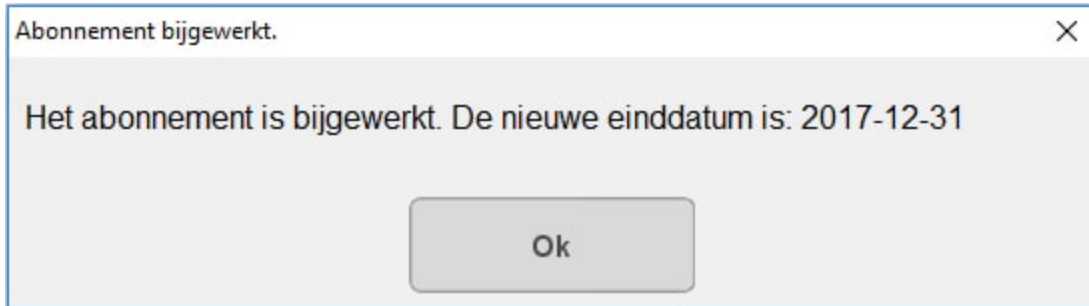 Abonnement bijgewerkt.
Het abonnement is bijgewerkt. De nieuwe einddatum is: 2017-12-31
Ok